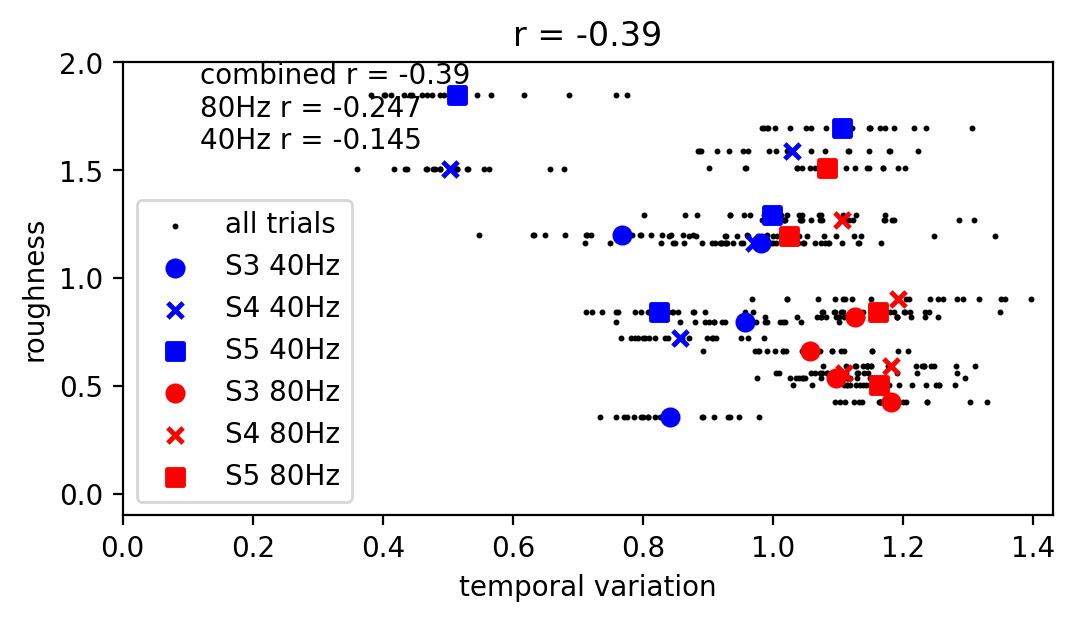 r = -0.39
combined r = -0.39
80Hz r = -0.247
40Hz r = -0.145
2.0
1.5
1.0
0.5
0.0
roughness
all trials
S3 40Hz
S4 40Hz
S5 40Hz
S3 80Hz
S4 80Hz
S5 80Hz
0.0 0.2 0.4 0.6 0.8 1.0 1.2 1.4
temporal variation